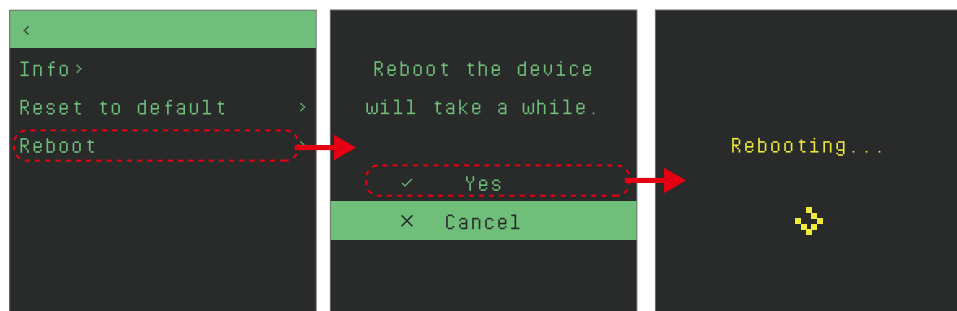 <
Info>
Reset to default >
Reboot >
Reboot the device
will take a while.
✓ Yes
× Cancel
Rebooting...